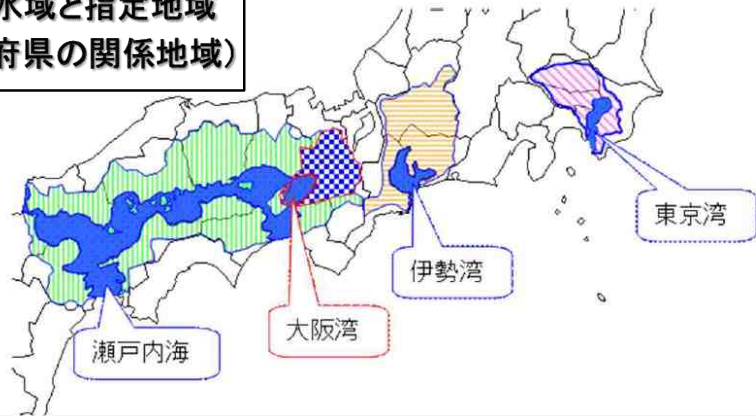 水域と指定地域
府県の関係地域)
東京湾
伊勢湾
大阪湾
瀬戸内海